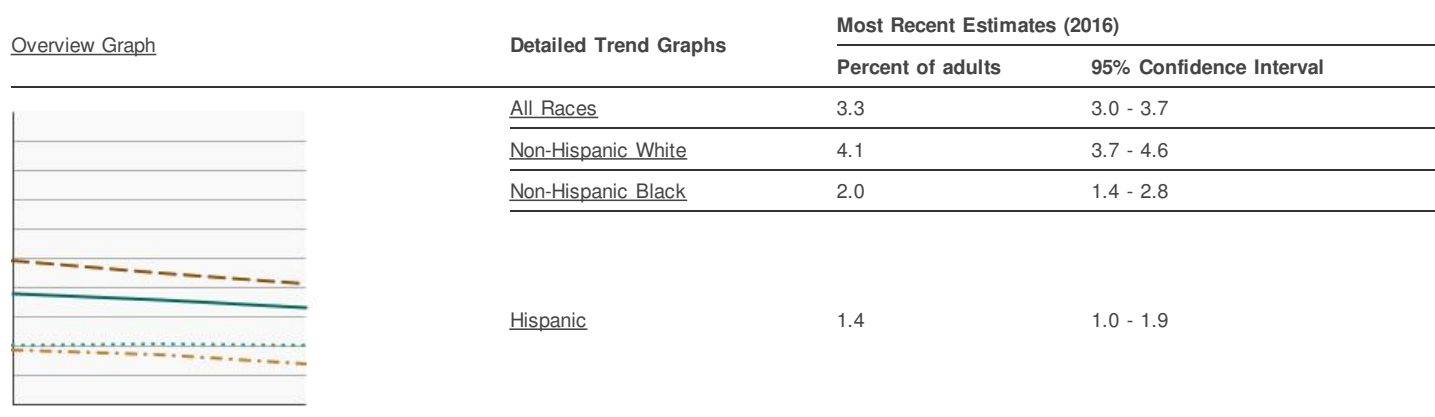 Overview Graph
Detailed Trend Graphs
Most Recent Estimates (2016)
Percent of adults
95% Confidence Interval
All Races
3.3
3.0 - 3.7
Non-Hispanic White
4.1
3.7 - 4.6
Non-Hispanic Black
2.0
1.4 - 2.8
Hispanic
1.4
1.0 - 1.9